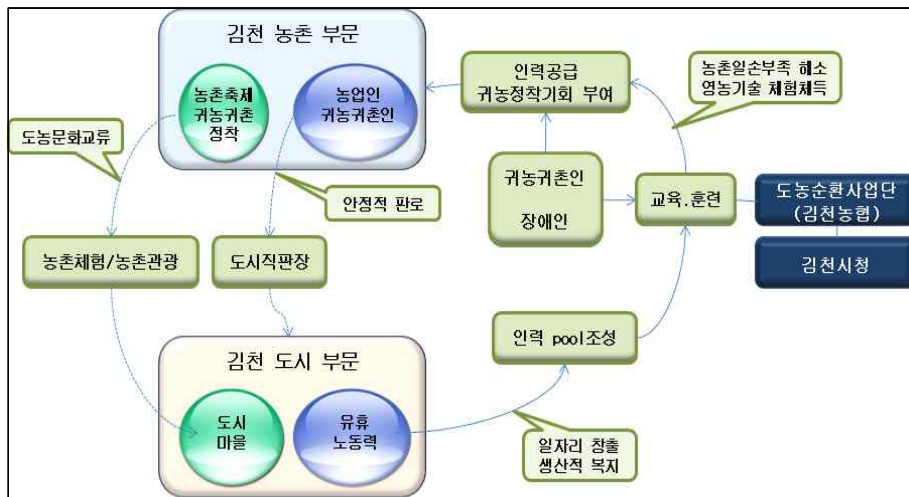 김천 농촌 부문
농촌축제
귀농귀촌
정착
농업인
귀농귀촌인
인력공급
귀농정착기회 부여
농촌일손부족 해소
영농기술 체험체득
도농문화교류
안정적 판로
귀농귀촌인
장애인
교육.훈련
도농순환사업단
(김천농협)
김천시청
농촌체험/농촌관광
도시직판장
인력 pool조성
김천 도시 부문
도시
마을
유휴
노동력
일자리 창출
생산적 복지